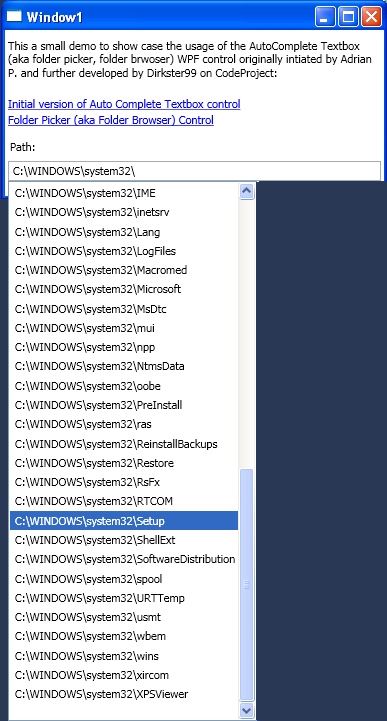 Window1
This a small demo to show case the usage of the AutoComplete Textbox
(aka folder picker, folder brwoser) WPF control originally intiated by Adrian
P. and further developed by Dirkster99 on CodeProject:
Initial version of Auto Complete Textbox control
Folder Picker (aka Folder Browser) Control
Path:
C:\WINDOWS\system32\
C:\WINDOWS\system32\IME
C:\WINDOWS\system32\inetsrv
C:\WINDOWS\system32\Lang
C:\WINDOWS\system32\LogFiles
C:\WINDOWS\system32\Macromed
C:\WINDOWS\system32\Microsoft
C:\WINDOWS\system32\MsDtc
C:\WINDOWS\system32\mui
C:\WINDOWS\system32\npp
C:\WINDOWS\system32\NtmsData
C:\WINDOWS\system32\oobe
C:\WINDOWS\system32\PreInstall
C:\WINDOWS\system32\ras
C:\WINDOWS\system32\ReinstallBackups
C:\WINDOWS\system32\Restore
C:\WINDOWS\system32\RsFx
C:\WINDOWS\system32\RTCOM
C:\WINDOWS\system32\Setup
C:\WINDOWS\system32\ShellExt
C:\WINDOWS\system32\SoftwareDistribution
C:\WINDOWS\system32\spool
C:\WINDOWS\system32\URTTemp
C:\WINDOWS\system32\usmt
C:\WINDOWS\system32\wbem
C:\WINDOWS\system32\wins
C:\WINDOWS\system32\xircom
C:\WINDOWS\system32\XPSViewer